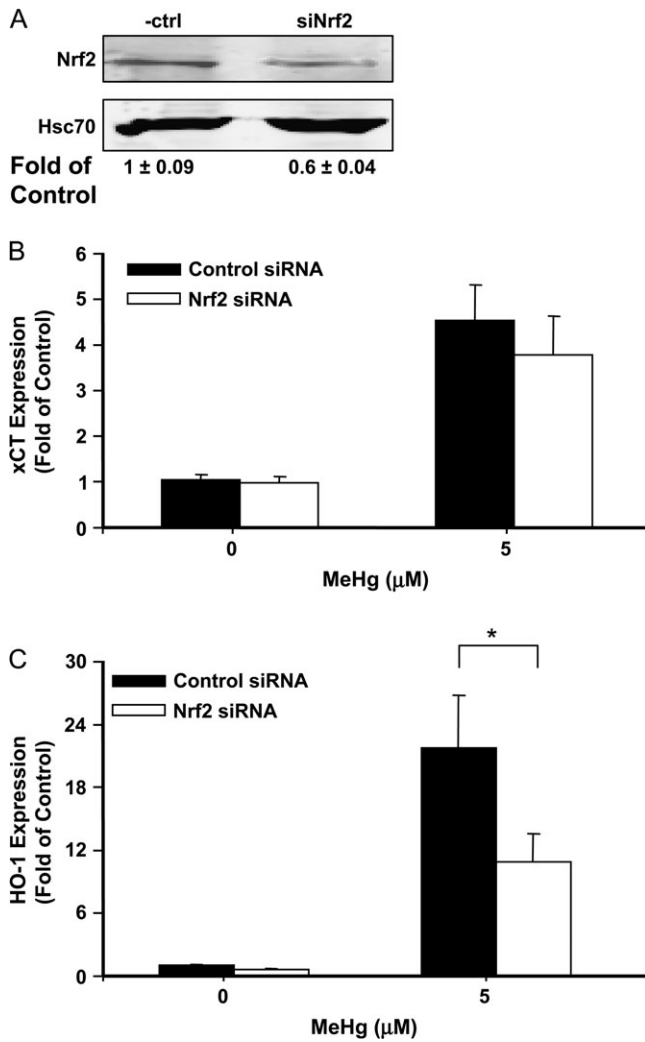 A
-ctrl siNrf2
Nrf2
Hsc70
Fold of
Control
1 ± 0.09 0.6 ± 0.04
B
xCT Expression
(Fold of Control)
6
5
4
3
2
1
0
Control siRNA
Nrf2 siRNA
0 5
MeHg (μM)
C
HO-1 Expression
(Fold of Control)
30
24
18
12
6
0
Control siRNA
Nrf2 siRNA
*
0 5
MeHg (μM)